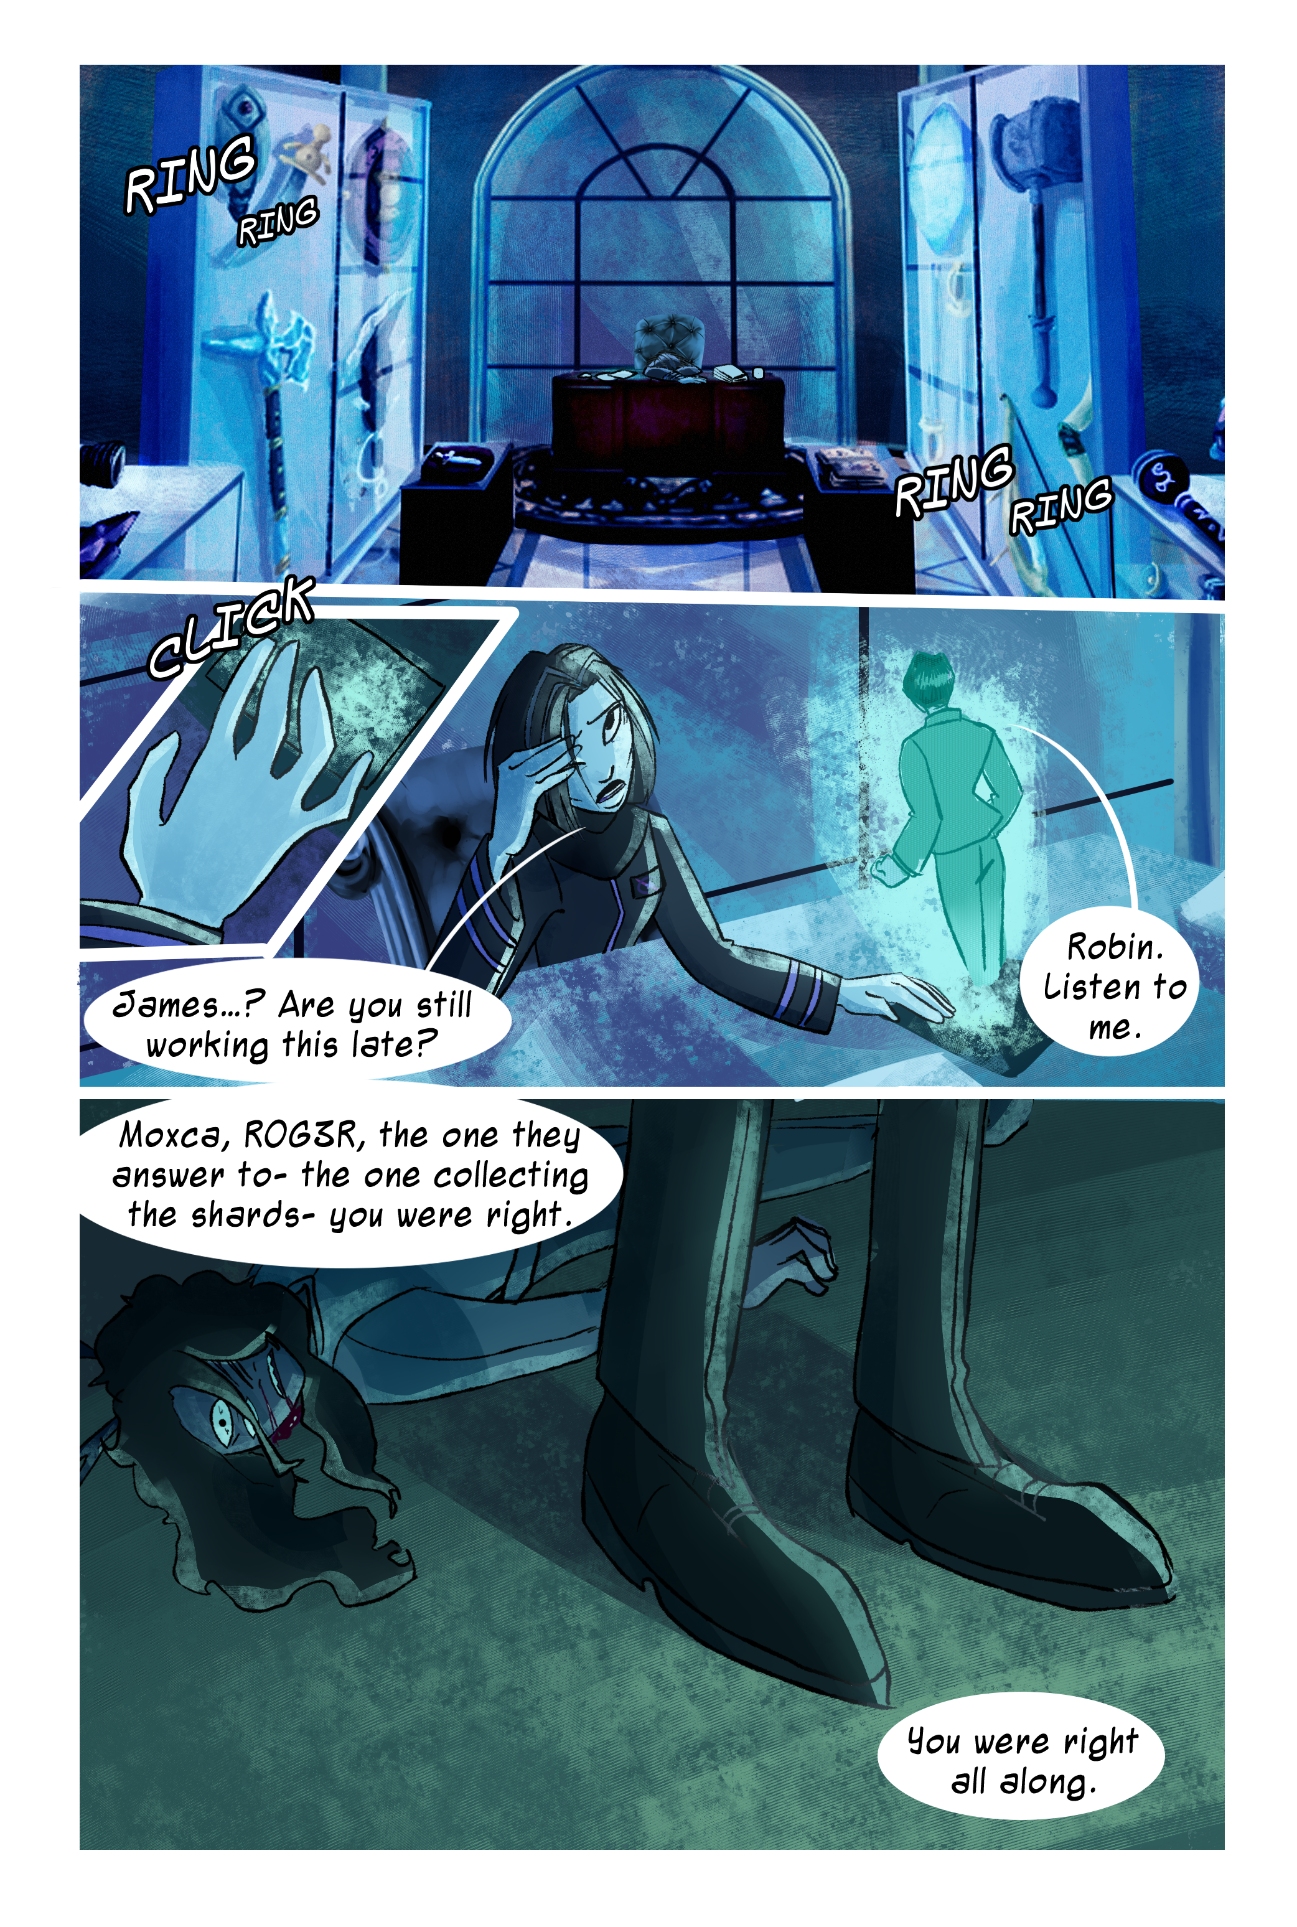 RING
RING
RING
RING
CLICK
James...? Are you still
working this late?
Robin.
Listen to
me.
Moxca, ROG3R, the one they
answer to- the one collecting
the shards- you were right.
You were right
all along.